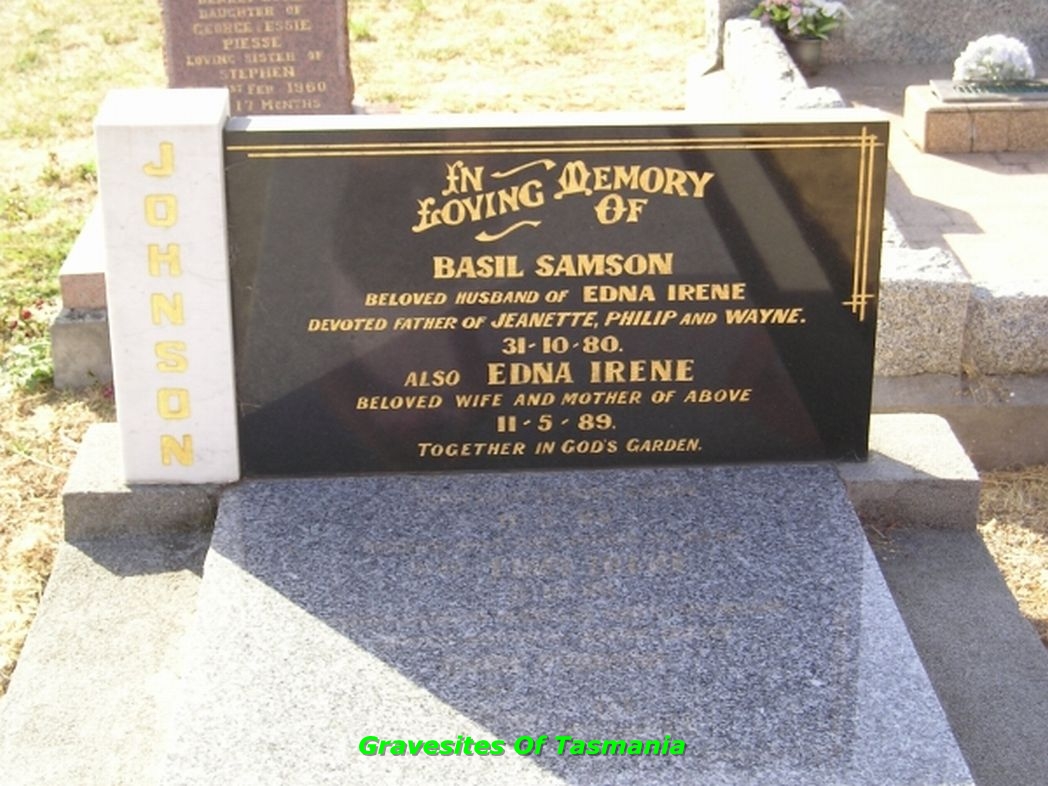 DAUGHTER OF
GEORGE & ESSIE
PIESSE
LOVING SISTER OF
STEPHEN
FEB 1960
17 MONTHS
JOHNSON
IN LOVING MEMORY OF
BASIL SAMSON
BELOVED HUSBAND OF EDNA IRENE
DEVOTED FATHER OF JEANETTE, PHILIP AND WAYNE.
31-10-80.
ALSO EDNA IRENE
BELOVED WIFE AND MOTHER OF ABOVE
11-5-89.
TOGETHER IN GOD'S GARDEN.
Gravesites Of Tasmania